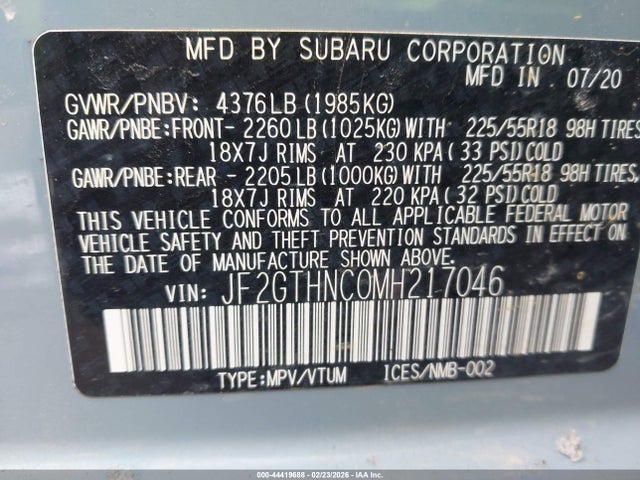 MFD BY SUBARU CORPORATION
MFD IN 07/20
GVWR/PNBV: 4376LB(1985KG)
GAWR/PNBE:FRONT- 2260LB(1025KG)WITH 225/55R18 98H TIRES
18X7J RIMS AT 230 KPA(33 PSI)COLD
GAWR/PNBE:REAR - 2205LB(1000KG)WITH 225/55R18 98H TIRES,
18X7J RIMS AT 220 KPA(32 PSI)COLD
THIS VEHICLE CONFORMS TO ALL APPLICABLE FEDERAL MOTOR
VEHICLE SAFETY AND THEFT PREVENTION STANDARDS IN EFFECT ON
THE DATE OF MANUFACTURE SHOWN ABOVE.
VIN: JF2GTHNC0MH217046
TYPE:MPV/VTUM ICES/NMB-002
000-44419688 - 02/23/2026 - IAAI.COM